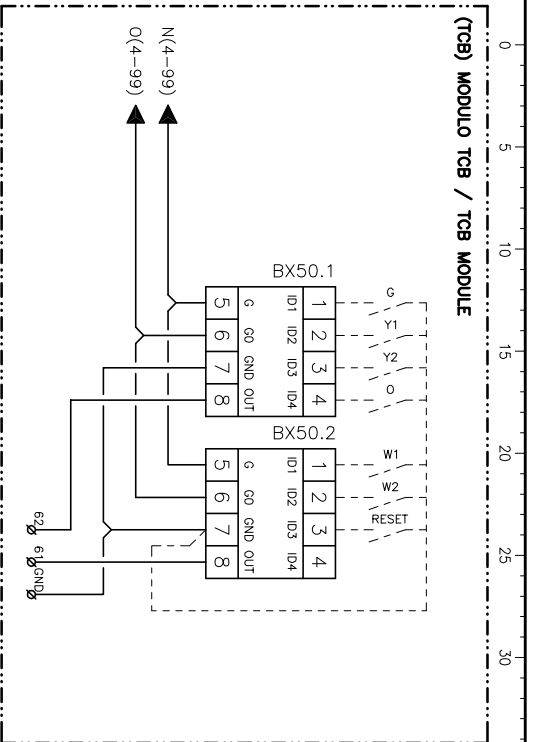 (TCB) MODULO TCB / TCB MODULE
0 5 10 15 20 25 30
N(4-99)
O(4-99)
BX50.1
G Y1 Y2 O
1 2 3 4
ID1 ID2 ID3 ID4
G G0 GND OUT
5 6 7 8
BX50.2
W1 W2 RESET
1 2 3 4
ID1 ID2 ID3 ID4
G G0 GND OUT
5 6 7 8
62 61 GND